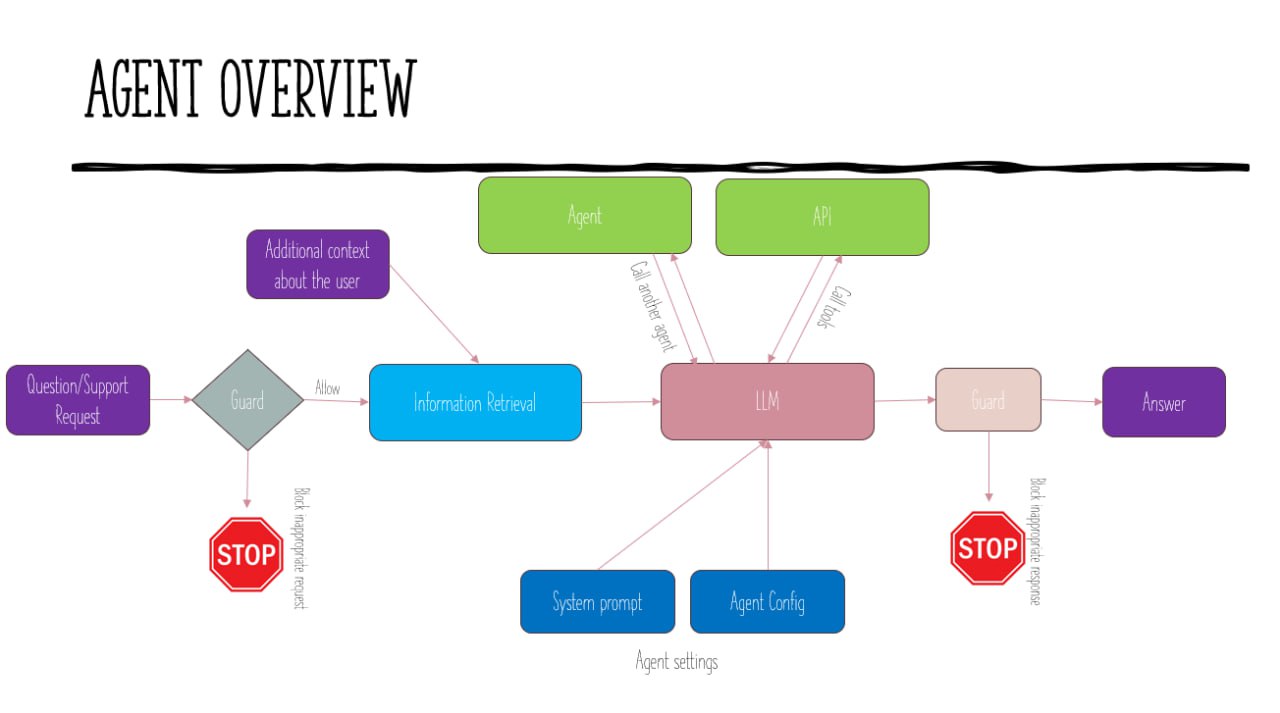 AGENT OVERVIEW
Agent
API
Additional context
about the user
Call another agent
Call tools
Question/Support
Request
Guard
Allow
Information Retrieval
LLM
Guard
Answer
Block inappropriate request
STOP
Block inappropriate response
STOP
System prompt
Agent Config
Agent settings